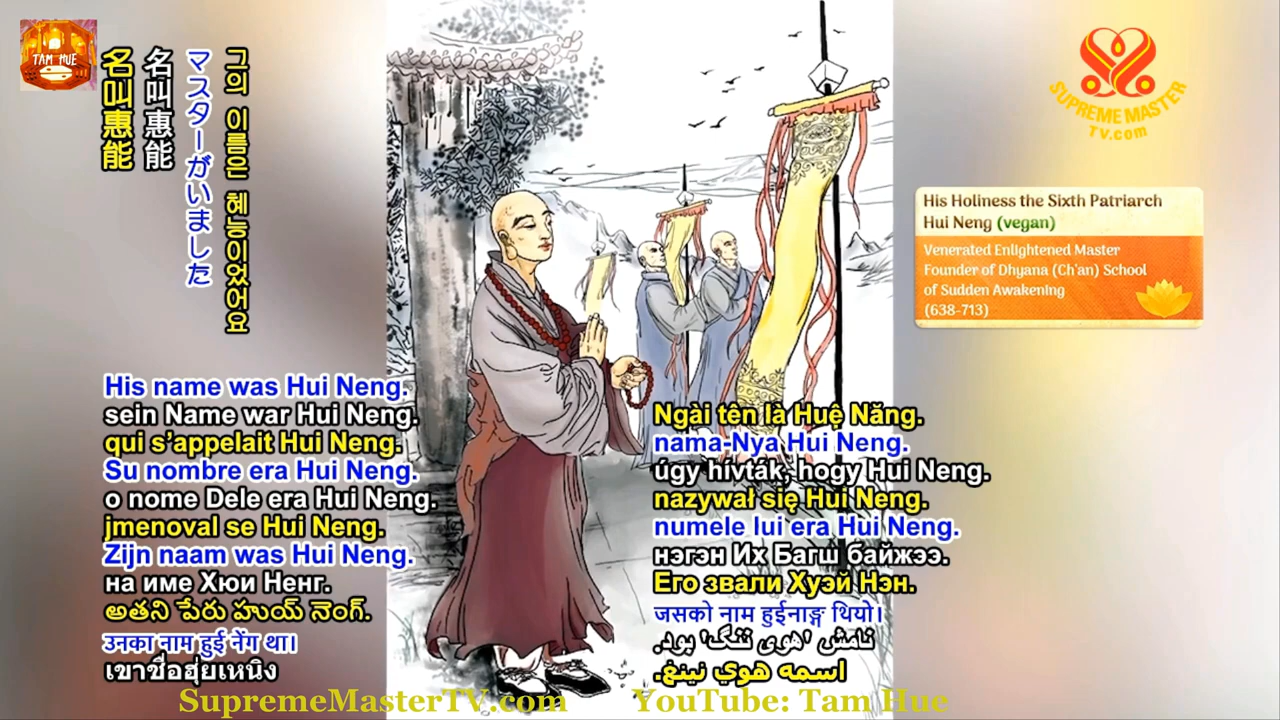 TAM HUE
名叫惠能
名叫惠能
マスターがいました
그의 이름은 혜능이었어요
SUPREME MASTER
TV.com
His Holiness the Sixth Patriarch
Hui Neng (vegan)
Venerated Enlightened Master
Founder of Dhyana (Ch'an) School
of Sudden Awakening
(638-713)
His name was Hui Neng.
sein Name war Hui Neng.
qui s'appelait Hui Neng.
Su nombre era Hui Neng.
o nome Dele era Hui Neng.
jmenoval se Hui Neng.
Zijn naam was Hui Neng.
на име Хюи Ненг.
అతని పేరు హుయ్ నెంగ్.
उनका नाम हुई नेंग था।
เขาชื่อฮุ่ยเหนิง
Ngài tên là Huệ Năng.
nama-Nya Hui Neng.
úgy hívták, hogy Hui Neng.
nazywał się Hui Neng.
numele lui era Hui Neng.
нэгэн Их Багш байжээ.
Его звали Хуэй Нэн.
जसको नाम हुईनाङ्ग थियो।
نامش 'هوی ننگ' بود.
اسمه هوي نينغ.
SupremeMasterTV.com YouTube: Tam Hue